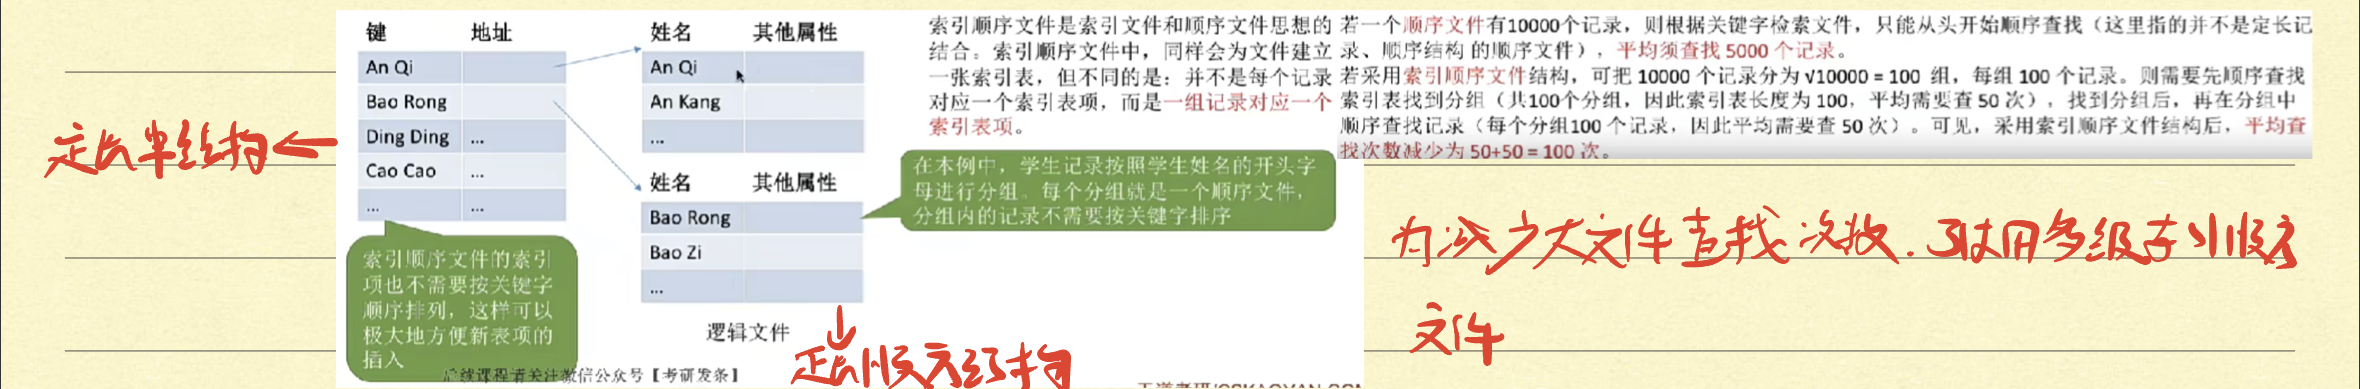 键 地址
An Qi
Bao Rong
Ding Ding ...
Cao Cao ...
... ...
定长串结构
索引顺序文件的索引
项也不需要按关键字
顺序排列，这样可以
极大地方便新表项的
插入
姓名 其他属性
An Qi
An Kang
...
姓名 其他属性
Bao Rong
Bao Zi
...
逻辑文件
定长顺序结构
后续课程请关注微信公众号【考研发条】
索引顺序文件是索引文件和顺序文件思想的
结合。索引顺序文件中，同样会为文件建立
一张索引表，但不同的是：并不是每个记录
对应一个索引表项，而是一组记录对应一个
索引表项。
在本例中，学生记录按照学生姓名的开头字
母进行分组。每个分组就是一个顺序文件，
分组内的记录不需要按关键字排序
若一个顺序文件有10000个记录，则根据关键字检索文件，只能从头开始顺序查找（这里指的并不是定长记
录、顺序结构 的顺序文件），平均须查找 5000 个记录。
若采用索引顺序文件结构，可把 10000 个记录分为 √10000 = 100 组，每组 100 个记录。则需要先顺序查找
索引表找到分组（共100个分组，因此索引表长度为 100，平均需要查 50 次），找到分组后，再在分组中
顺序查找记录（每个分组100 个记录，因此平均需要查 50 次）。可见，采用索引顺序文件结构后，平均查
找次数减少为 50+50 = 100 次。
为减少大文件查找次数.可以用多级索引顺序
文件